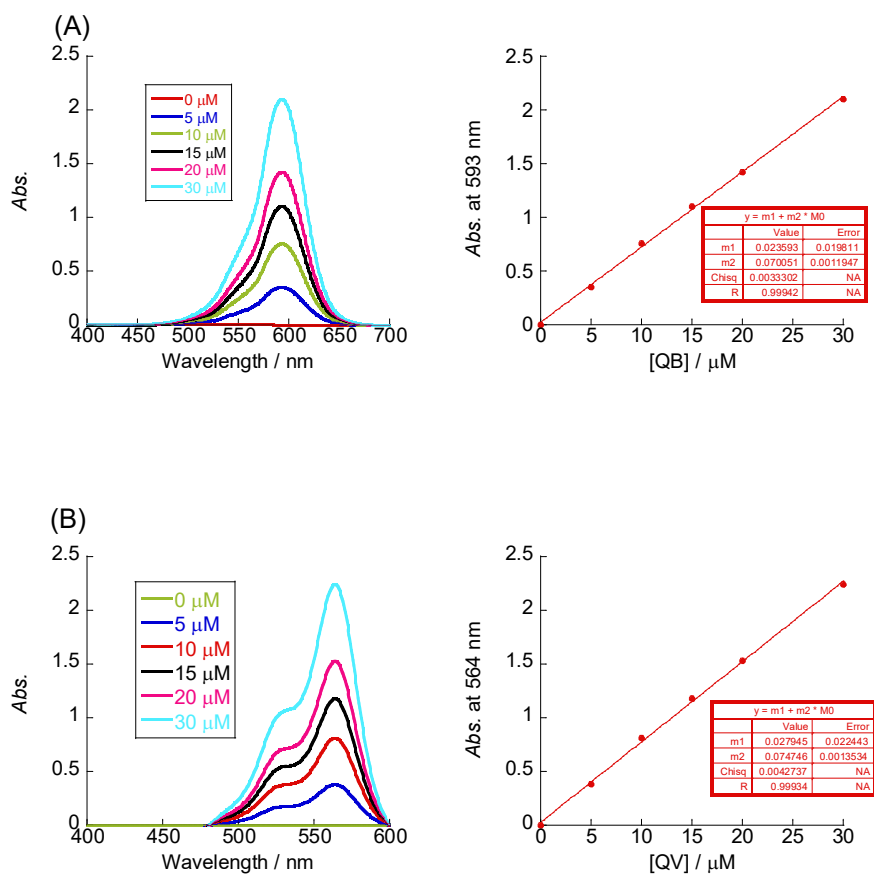 (A)
2.5
2
1.5
1
0.5
0
Abs.
0 μM
5 μM
10 μM
15 μM
20 μM
30 μM
400 450 500 550 600 650 700
Wavelength / nm
2.5
2
1.5
1
0.5
0
Abs. at 593 nm
y = m1 + m2 * M0
Value Error
m1 0.023593 0.019811
m2 0.070051 0.0011947
Chisq 0.0033302 NA
R 0.99942 NA
0 5 10 15 20 25 30
[QB] / μM
(B)
2.5
2
1.5
1
0.5
0
Abs.
0 μM
5 μM
10 μM
15 μM
20 μM
30 μM
400 450 500 550 600
Wavelength / nm
2.5
2
1.5
1
0.5
0
Abs. at 564 nm
y = m1 + m2 * M0
Value Error
m1 0.027945 0.022443
m2 0.074746 0.0013534
Chisq 0.0042737 NA
R 0.99934 NA
0 5 10 15 20 25 30
[QV] / μM